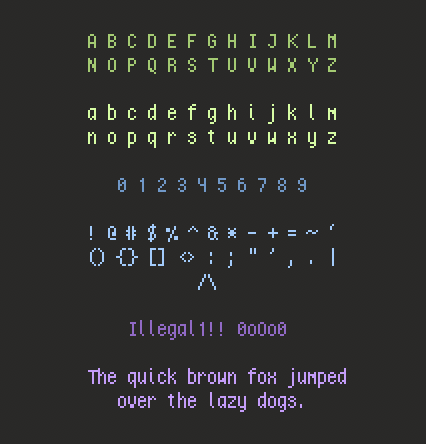 A B C D E F G H I J K L M
N O P Q R S T U V W X Y Z
a b c d e f g h i j k l m
n o p q r s t u v w x y z
0 1 2 3 4 5 6 7 8 9
! @ # $ % ^ & * - + = ~ ‘
() {} [] <> : ; " ’ , . |
/\
Illegal1!! 0oOo0
The quick brown fox jumped
over the lazy dogs.